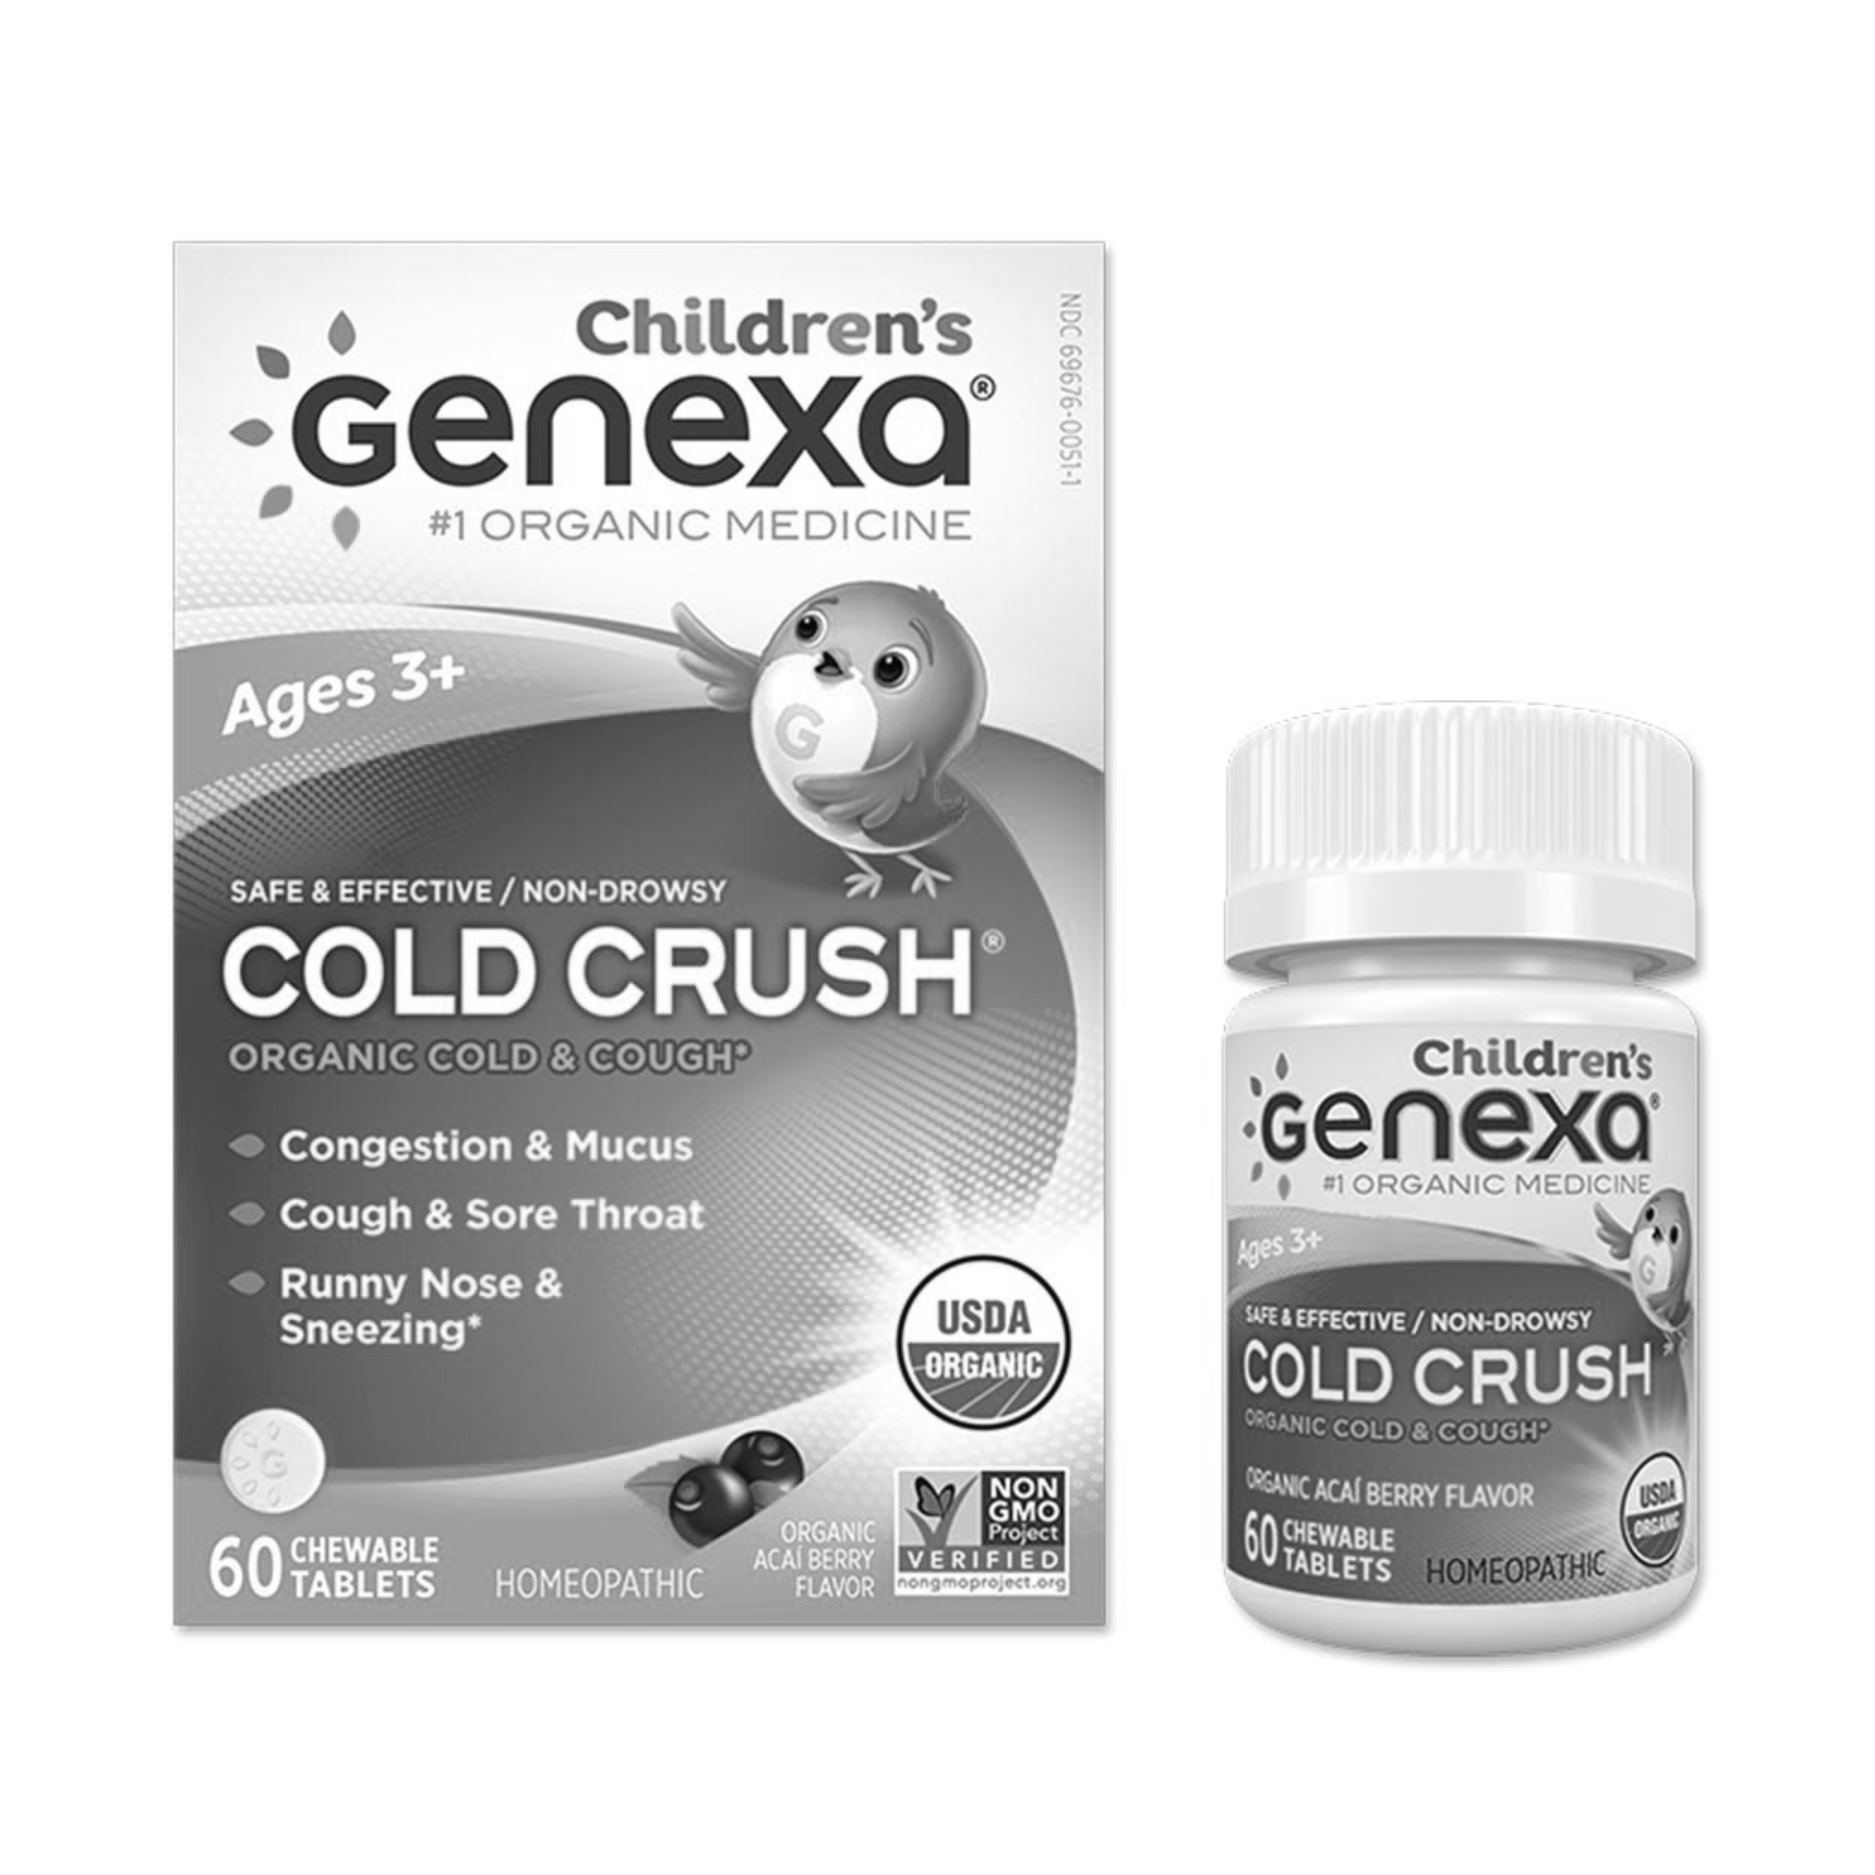 Children's
Genexa®
#1 ORGANIC MEDICINE
NDC 69676-0051-1
Ages 3+
G
SAFE & EFFECTIVE / NON-DROWSY
COLD CRUSH®
ORGANIC COLD & COUGH*
Congestion & Mucus
Cough & Sore Throat
Runny Nose &
Sneezing*
USDA
ORGANIC
G
60 CHEWABLE
TABLETS
HOMEOPATHIC
ORGANIC
ACAÍ BERRY
FLAVOR
NON
GMO
Project
VERIFIED
nongmoproject.org
Children's
Genexa®
#1 ORGANIC MEDICINE
Ages 3+
G
SAFE & EFFECTIVE / NON-DROWSY
COLD CRUSH
ORGANIC COLD & COUGH*
ORGANIC ACAÍ BERRY FLAVOR
60 CHEWABLE
TABLETS
HOMEOPATHIC
USDA
ORGANIC